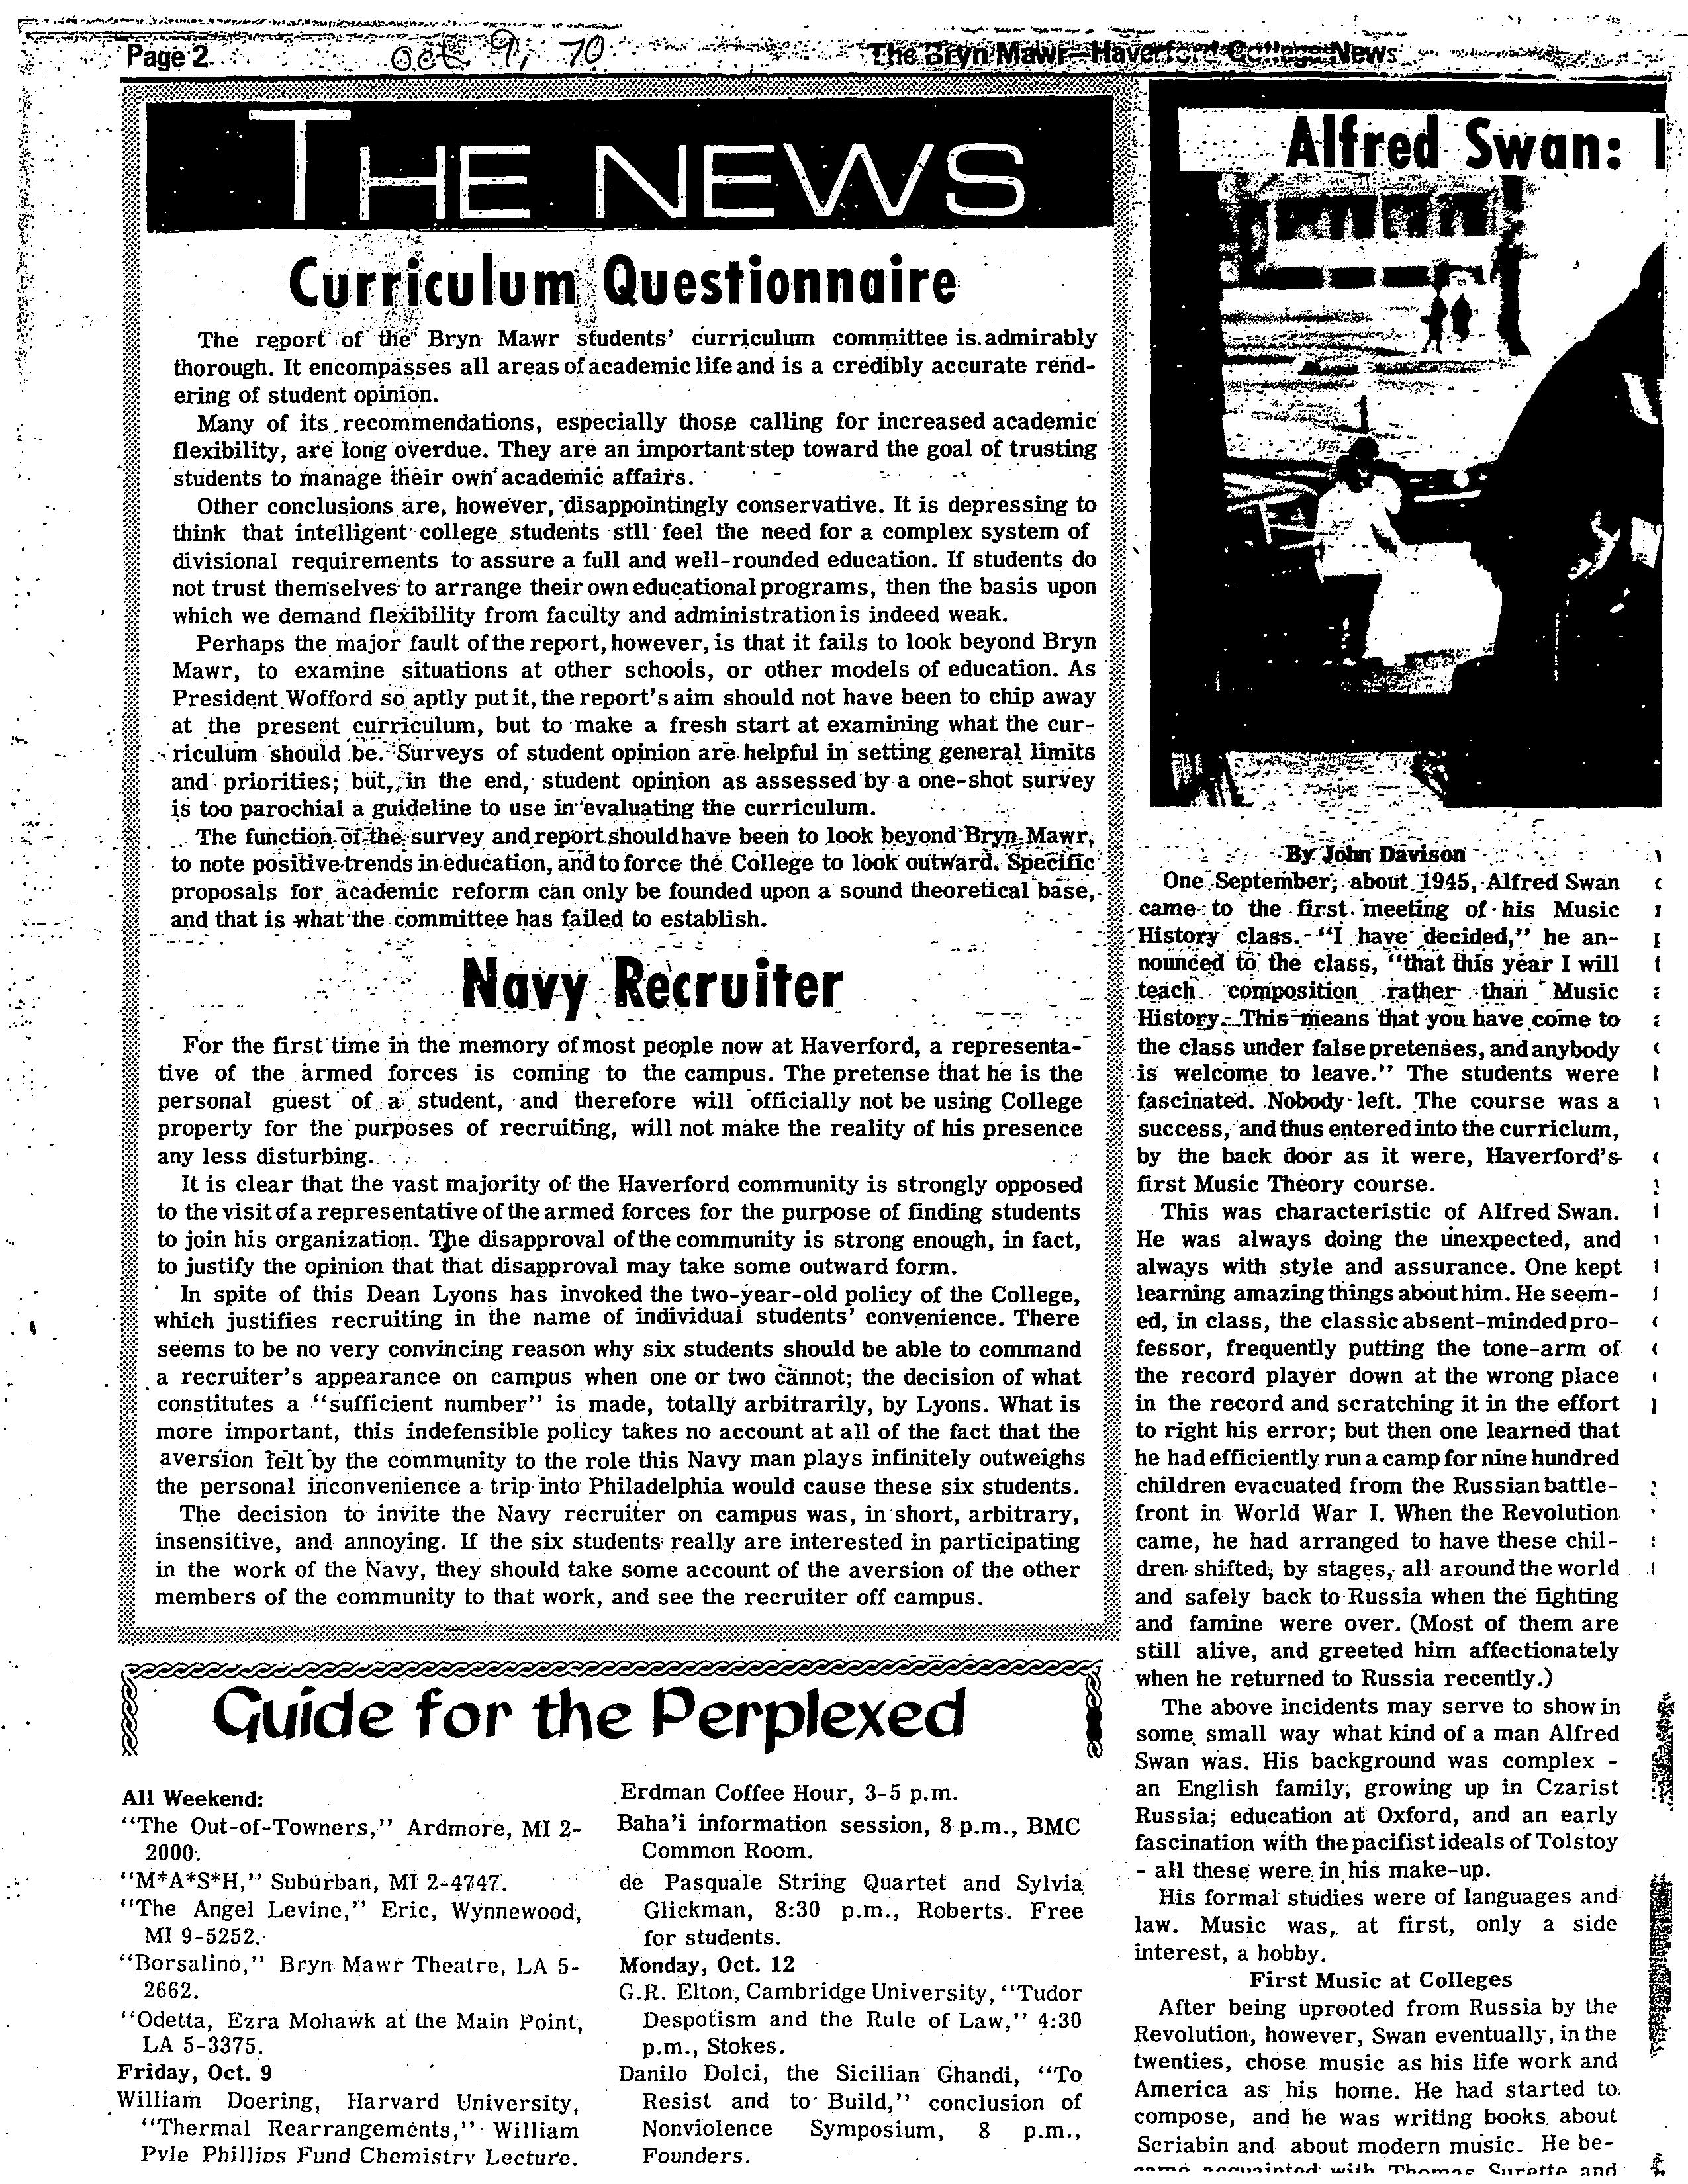 Page 2
Oct 9, 70
The Bryn Mawr-Haverford College News
THE NEWS
Curriculum Questionnaire
The report of the Bryn Mawr students' curriculum committee is admirably
thorough. It encompasses all areas of academic life and is a credibly accurate rend-
ering of student opinion.
Many of its recommendations, especially those calling for increased academic
flexibility, are long overdue. They are an important step toward the goal of trusting
students to manage their own academic affairs.
Other conclusions are, however, disappointingly conservative. It is depressing to
think that intelligent college students stll feel the need for a complex system of
divisional requirements to assure a full and well-rounded education. If students do
not trust themselves to arrange their own educational programs, then the basis upon
which we demand flexibility from faculty and administration is indeed weak.
Perhaps the major fault of the report, however, is that it fails to look beyond Bryn
Mawr, to examine situations at other schools, or other models of education. As
President Wofford so aptly put it, the report's aim should not have been to chip away
at the present curriculum, but to make a fresh start at examining what the cur-
riculum should be. Surveys of student opinion are helpful in setting general limits
and priorities; but, in the end, student opinion as assessed by a one-shot survey
is too parochial a guideline to use in evaluating the curriculum.
The function of the survey and report should have been to look beyond Bryn Mawr,
to note positive trends in education, and to force the College to look outward. Specific
proposals for academic reform can only be founded upon a sound theoretical base,
and that is what the committee has failed to establish.
Navy Recruiter
For the first time in the memory of most people now at Haverford, a representa-
tive of the armed forces is coming to the campus. The pretense that he is the
personal guest of a student, and therefore will officially not be using College
property for the purposes of recruiting, will not make the reality of his presence
any less disturbing.
It is clear that the vast majority of the Haverford community is strongly opposed
to the visit of a representative of the armed forces for the purpose of finding students
to join his organization. The disapproval of the community is strong enough, in fact,
to justify the opinion that that disapproval may take some outward form.
In spite of this Dean Lyons has invoked the two-year-old policy of the College,
which justifies recruiting in the name of individual students' convenience. There
seems to be no very convincing reason why six students should be able to command
a recruiter's appearance on campus when one or two cannot; the decision of what
constitutes a "sufficient number" is made, totally arbitrarily, by Lyons. What is
more important, this indefensible policy takes no account at all of the fact that the
aversion felt by the community to the role this Navy man plays infinitely outweighs
the personal inconvenience a trip into Philadelphia would cause these six students.
The decision to invite the Navy recruiter on campus was, in short, arbitrary,
insensitive, and annoying. If the six students really are interested in participating
in the work of the Navy, they should take some account of the aversion of the other
members of the community to that work, and see the recruiter off campus.
Guide for the Perplexed
All Weekend:
"The Out-of-Towners," Ardmore, MI 2-
2000.
"M*A*S*H," Suburban, MI 2-4747.
"The Angel Levine," Eric, Wynnewood,
MI 9-5252.
"Borsalino," Bryn Mawr Theatre, LA 5-
2662.
"Odetta, Ezra Mohawk at the Main Point,
LA 5-3375.
Friday, Oct. 9
William Doering, Harvard University,
"Thermal Rearrangements," William
Pyle Phillips Fund Chemistry Lecture.
Erdman Coffee Hour, 3-5 p.m.
Baha'i information session, 8 p.m., BMC
Common Room.
de Pasquale String Quartet and Sylvia
Glickman, 8:30 p.m., Roberts. Free
for students.
Monday, Oct. 12
G.R. Elton, Cambridge University, "Tudor
Despotism and the Rule of Law," 4:30
p.m., Stokes.
Danilo Dolci, the Sicilian Ghandi, "To
Resist and to Build," conclusion of
Nonviolence Symposium, 8 p.m.,
Founders.
Alfred Swan:
By John Davison
One September, about 1945, Alfred Swan
came to the first meeting of his Music
History class. "I have decided," he an-
nounced to the class, "that this year I will
teach composition rather than Music
History. This means that you have come to
the class under false pretenses, and anybody
is welcome to leave." The students were
fascinated. Nobody left. The course was a
success, and thus entered into the curriclum,
by the back door as it were, Haverford's
first Music Theory course.
This was characteristic of Alfred Swan.
He was always doing the unexpected, and
always with style and assurance. One kept
learning amazing things about him. He seem-
ed, in class, the classic absent-minded pro-
fessor, frequently putting the tone-arm of
the record player down at the wrong place
in the record and scratching it in the effort
to right his error; but then one learned that
he had efficiently run a camp for nine hundred
children evacuated from the Russian battle-
front in World War I. When the Revolution
came, he had arranged to have these chil-
dren shifted, by stages, all around the world
and safely back to Russia when the fighting
and famine were over. (Most of them are
still alive, and greeted him affectionately
when he returned to Russia recently.)
The above incidents may serve to show in
some small way what kind of a man Alfred
Swan was. His background was complex -
an English family, growing up in Czarist
Russia; education at Oxford, and an early
fascination with the pacifist ideals of Tolstoy
- all these were in his make-up.
His formal studies were of languages and
law. Music was, at first, only a side
interest, a hobby.
First Music at Colleges
After being uprooted from Russia by the
Revolution, however, Swan eventually, in the
twenties, chose music as his life work and
America as his home. He had started to
compose, and he was writing books about
Scriabin and about modern music. He be-
came acquainted with Thomas Surette and